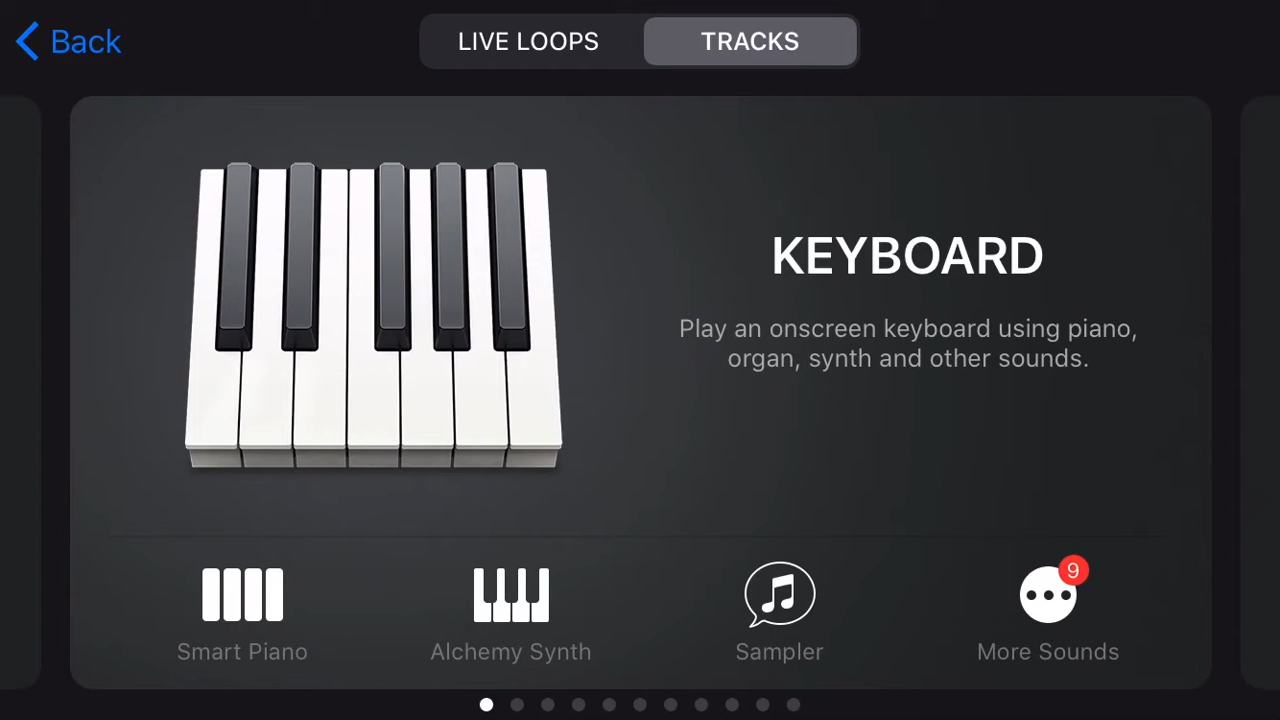 Back
LIVE LOOPS
TRACKS
KEYBOARD
Play an onscreen keyboard using piano,
organ, synth and other sounds.
9
Smart Piano
Alchemy Synth
Sampler
More Sounds